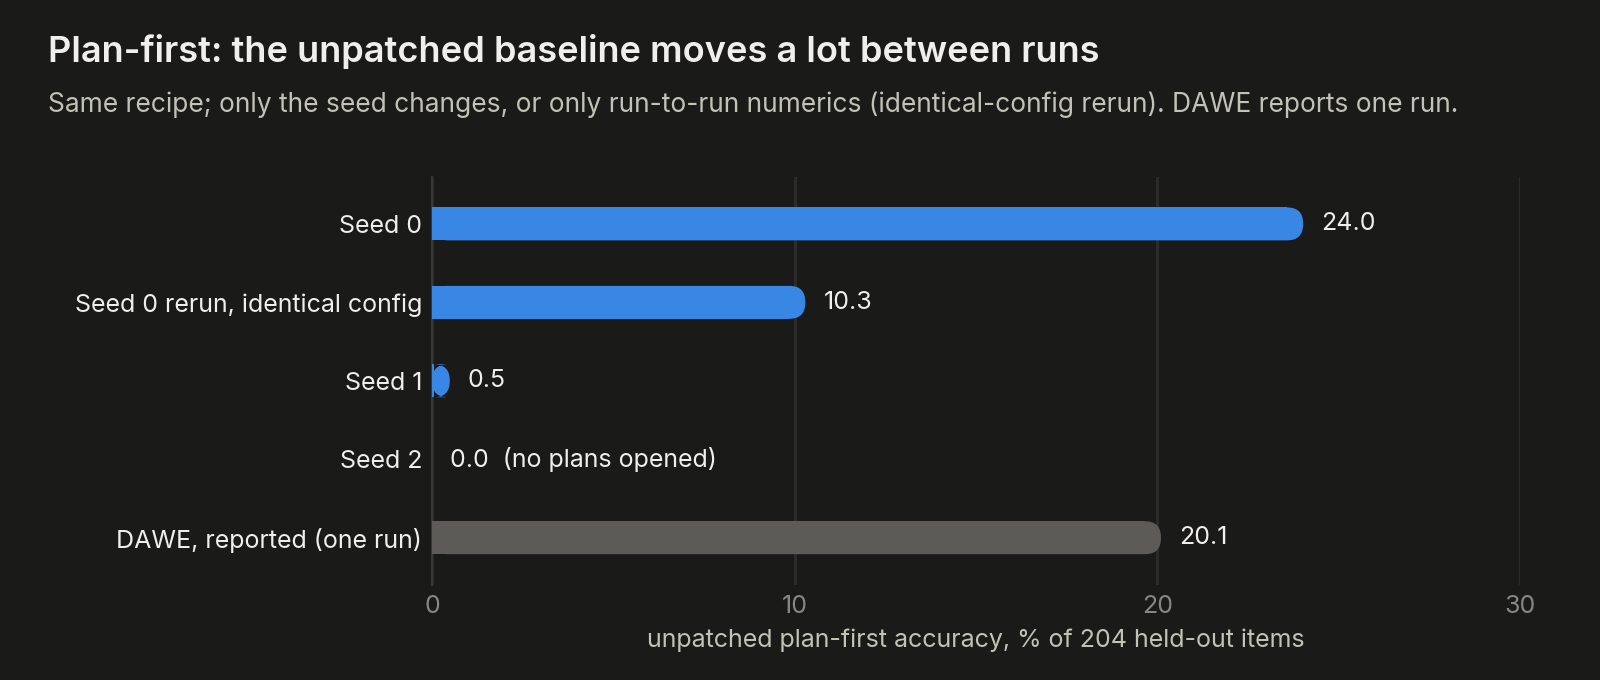 Plan-first: the unpatched baseline moves a lot between runs
Same recipe; only the seed changes, or only run-to-run numerics (identical-config rerun). DAWE reports one run.
Seed 0 24.0
Seed 0 rerun, identical config 10.3
Seed 1 0.5
Seed 2 0.0 (no plans opened)
DAWE, reported (one run) 20.1
0 10 20 30
unpatched plan-first accuracy, % of 204 held-out items